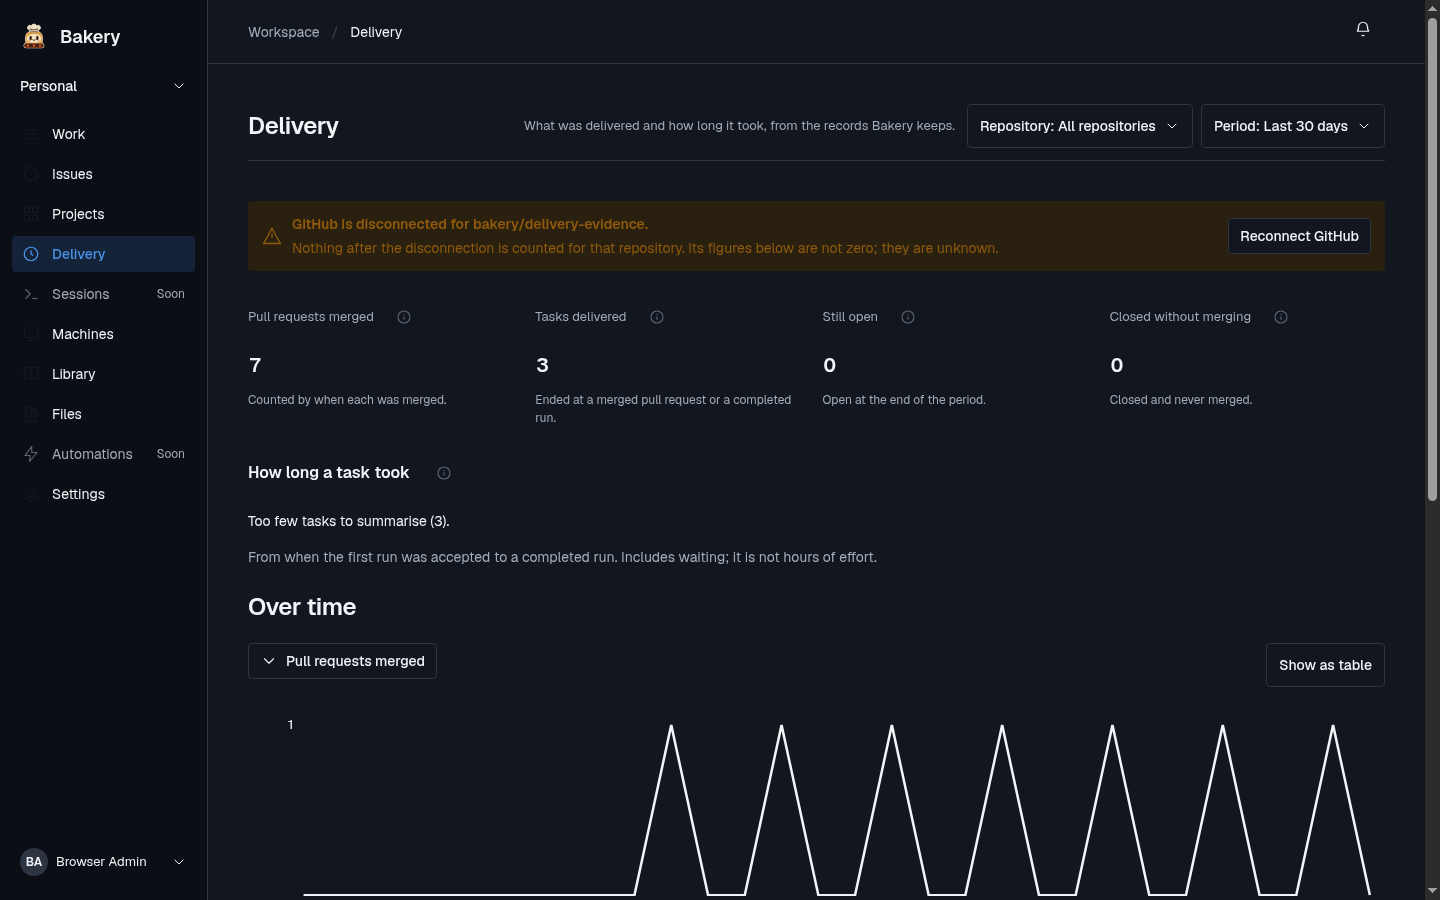 Bakery
Personal
Work
Issues
Projects
Delivery
Sessions Soon
Machines
Library
Files
Automations Soon
Settings
BA Browser Admin
Workspace / Delivery
Delivery
What was delivered and how long it took, from the records Bakery keeps.
Repository: All repositories
Period: Last 30 days
GitHub is disconnected for bakery/delivery-evidence.
Nothing after the disconnection is counted for that repository. Its figures below are not zero; they are unknown.
Reconnect GitHub
Pull requests merged
7
Counted by when each was merged.
Tasks delivered
3
Ended at a merged pull request or a completed
run.
Still open
0
Open at the end of the period.
Closed without merging
0
Closed and never merged.
How long a task took
Too few tasks to summarise (3).
From when the first run was accepted to a completed run. Includes waiting; it is not hours of effort.
Over time
Pull requests merged
Show as table
1